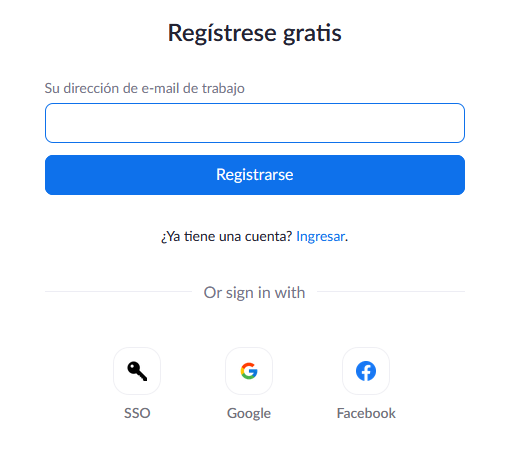 Regístrese gratis
Su dirección de e-mail de trabajo
Registrarse
¿Ya tiene una cuenta? Ingresar.
Or sign in with
SSO Google Facebook